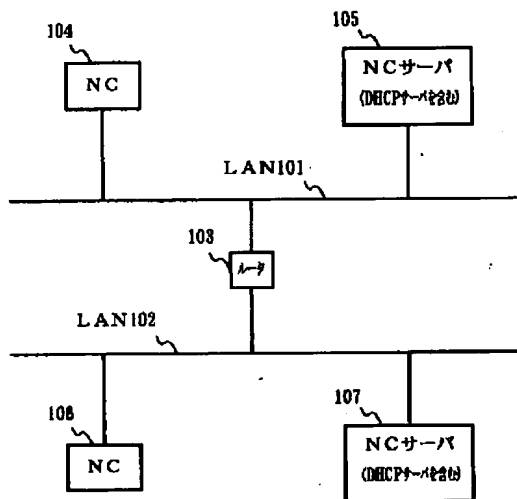 104
NC
105
NCサーバ
(DHCPサーバを含む)
LAN101
103
ルータ
LAN102
108
NC
107
NCサーバ
(DHCPサーバを含む)